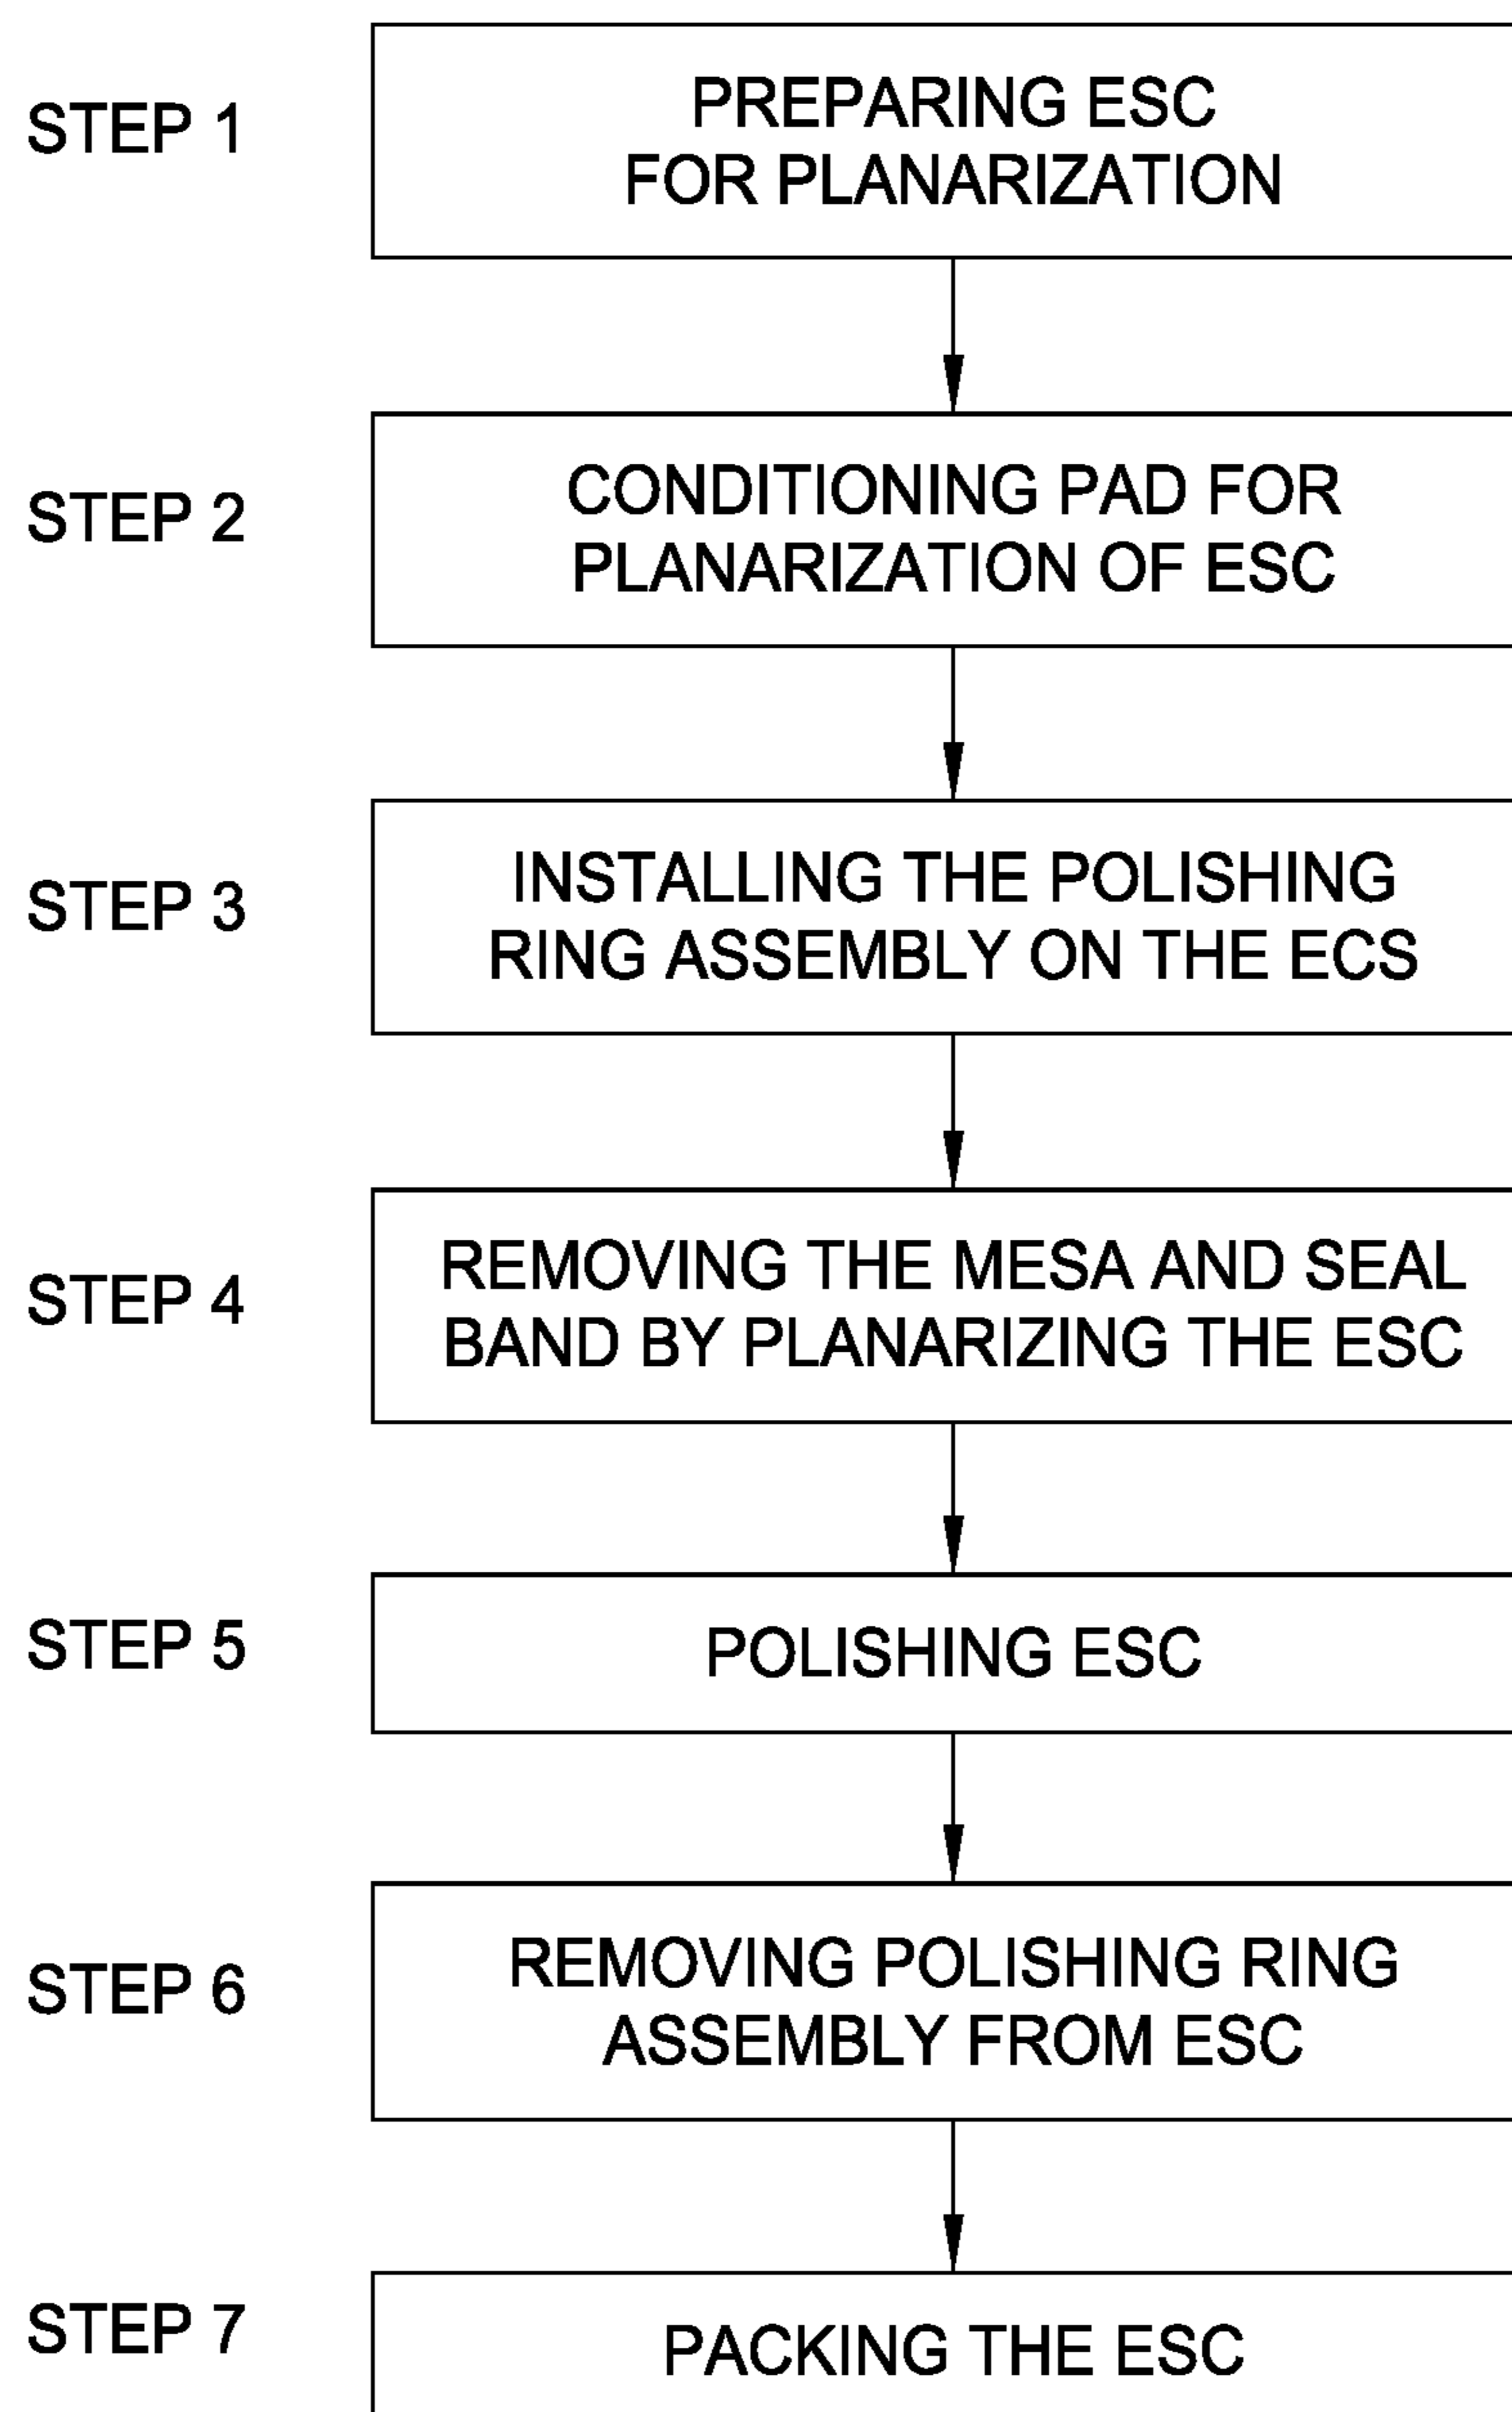 STEP 1
PREPARING ESC
FOR PLANARIZATION
STEP 2
CONDITIONING PAD FOR
PLANARIZATION OF ESC
STEP 3
INSTALLING THE POLISHING
RING ASSEMBLY ON THE ECS
STEP 4
REMOVING THE MESA AND SEAL
BAND BY PLANARIZING THE ESC
STEP 5
POLISHING ESC
STEP 6
REMOVING POLISHING RING
ASSEMBLY FROM ESC
STEP 7
PACKING THE ESC